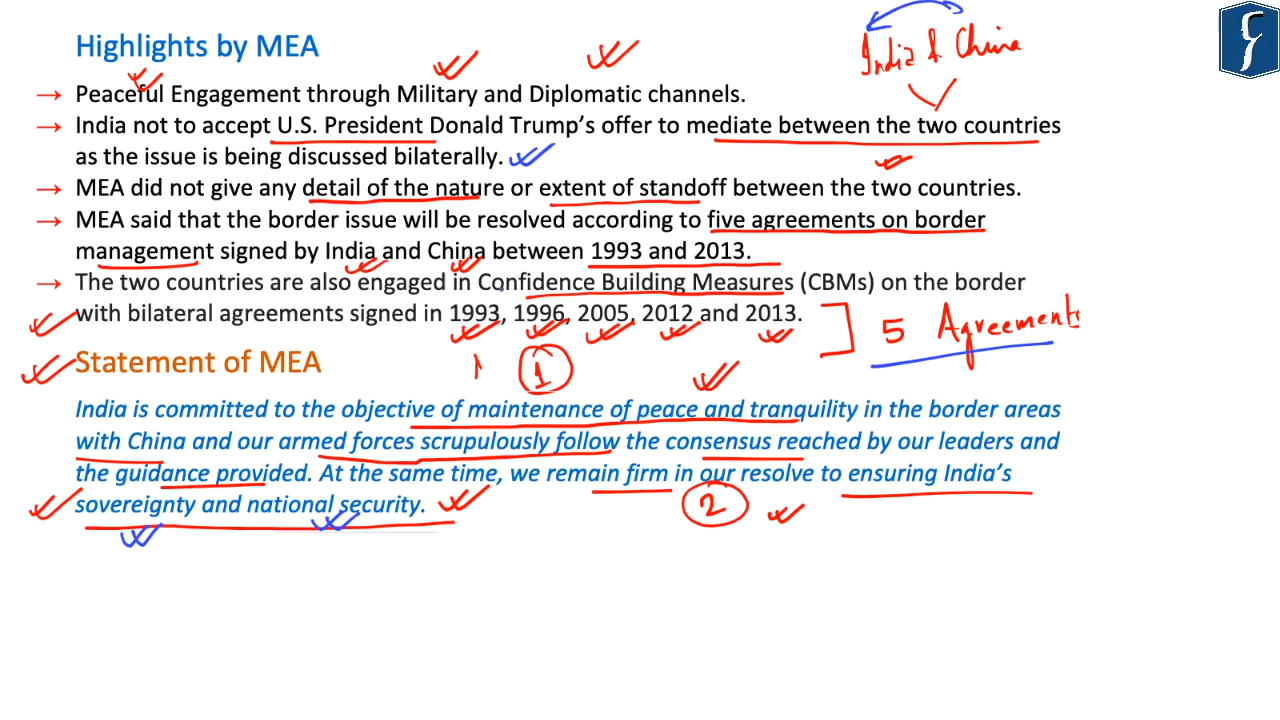 Highlights by MEA
India & China
→ Peaceful Engagement through Military and Diplomatic channels.
→ India not to accept U.S. President Donald Trump’s offer to mediate between the two countries
as the issue is being discussed bilaterally.
→ MEA did not give any detail of the nature or extent of standoff between the two countries.
→ MEA said that the border issue will be resolved according to five agreements on border
management signed by India and China between 1993 and 2013.
→ The two countries are also engaged in Confidence Building Measures (CBMs) on the border
with bilateral agreements signed in 1993, 1996, 2005, 2012 and 2013.
] 5 Agreements
Statement of MEA
1
India is committed to the objective of maintenance of peace and tranquility in the border areas
with China and our armed forces scrupulously follow the consensus reached by our leaders and
the guidance provided. At the same time, we remain firm in our resolve to ensuring India’s
sovereignty and national security.
2